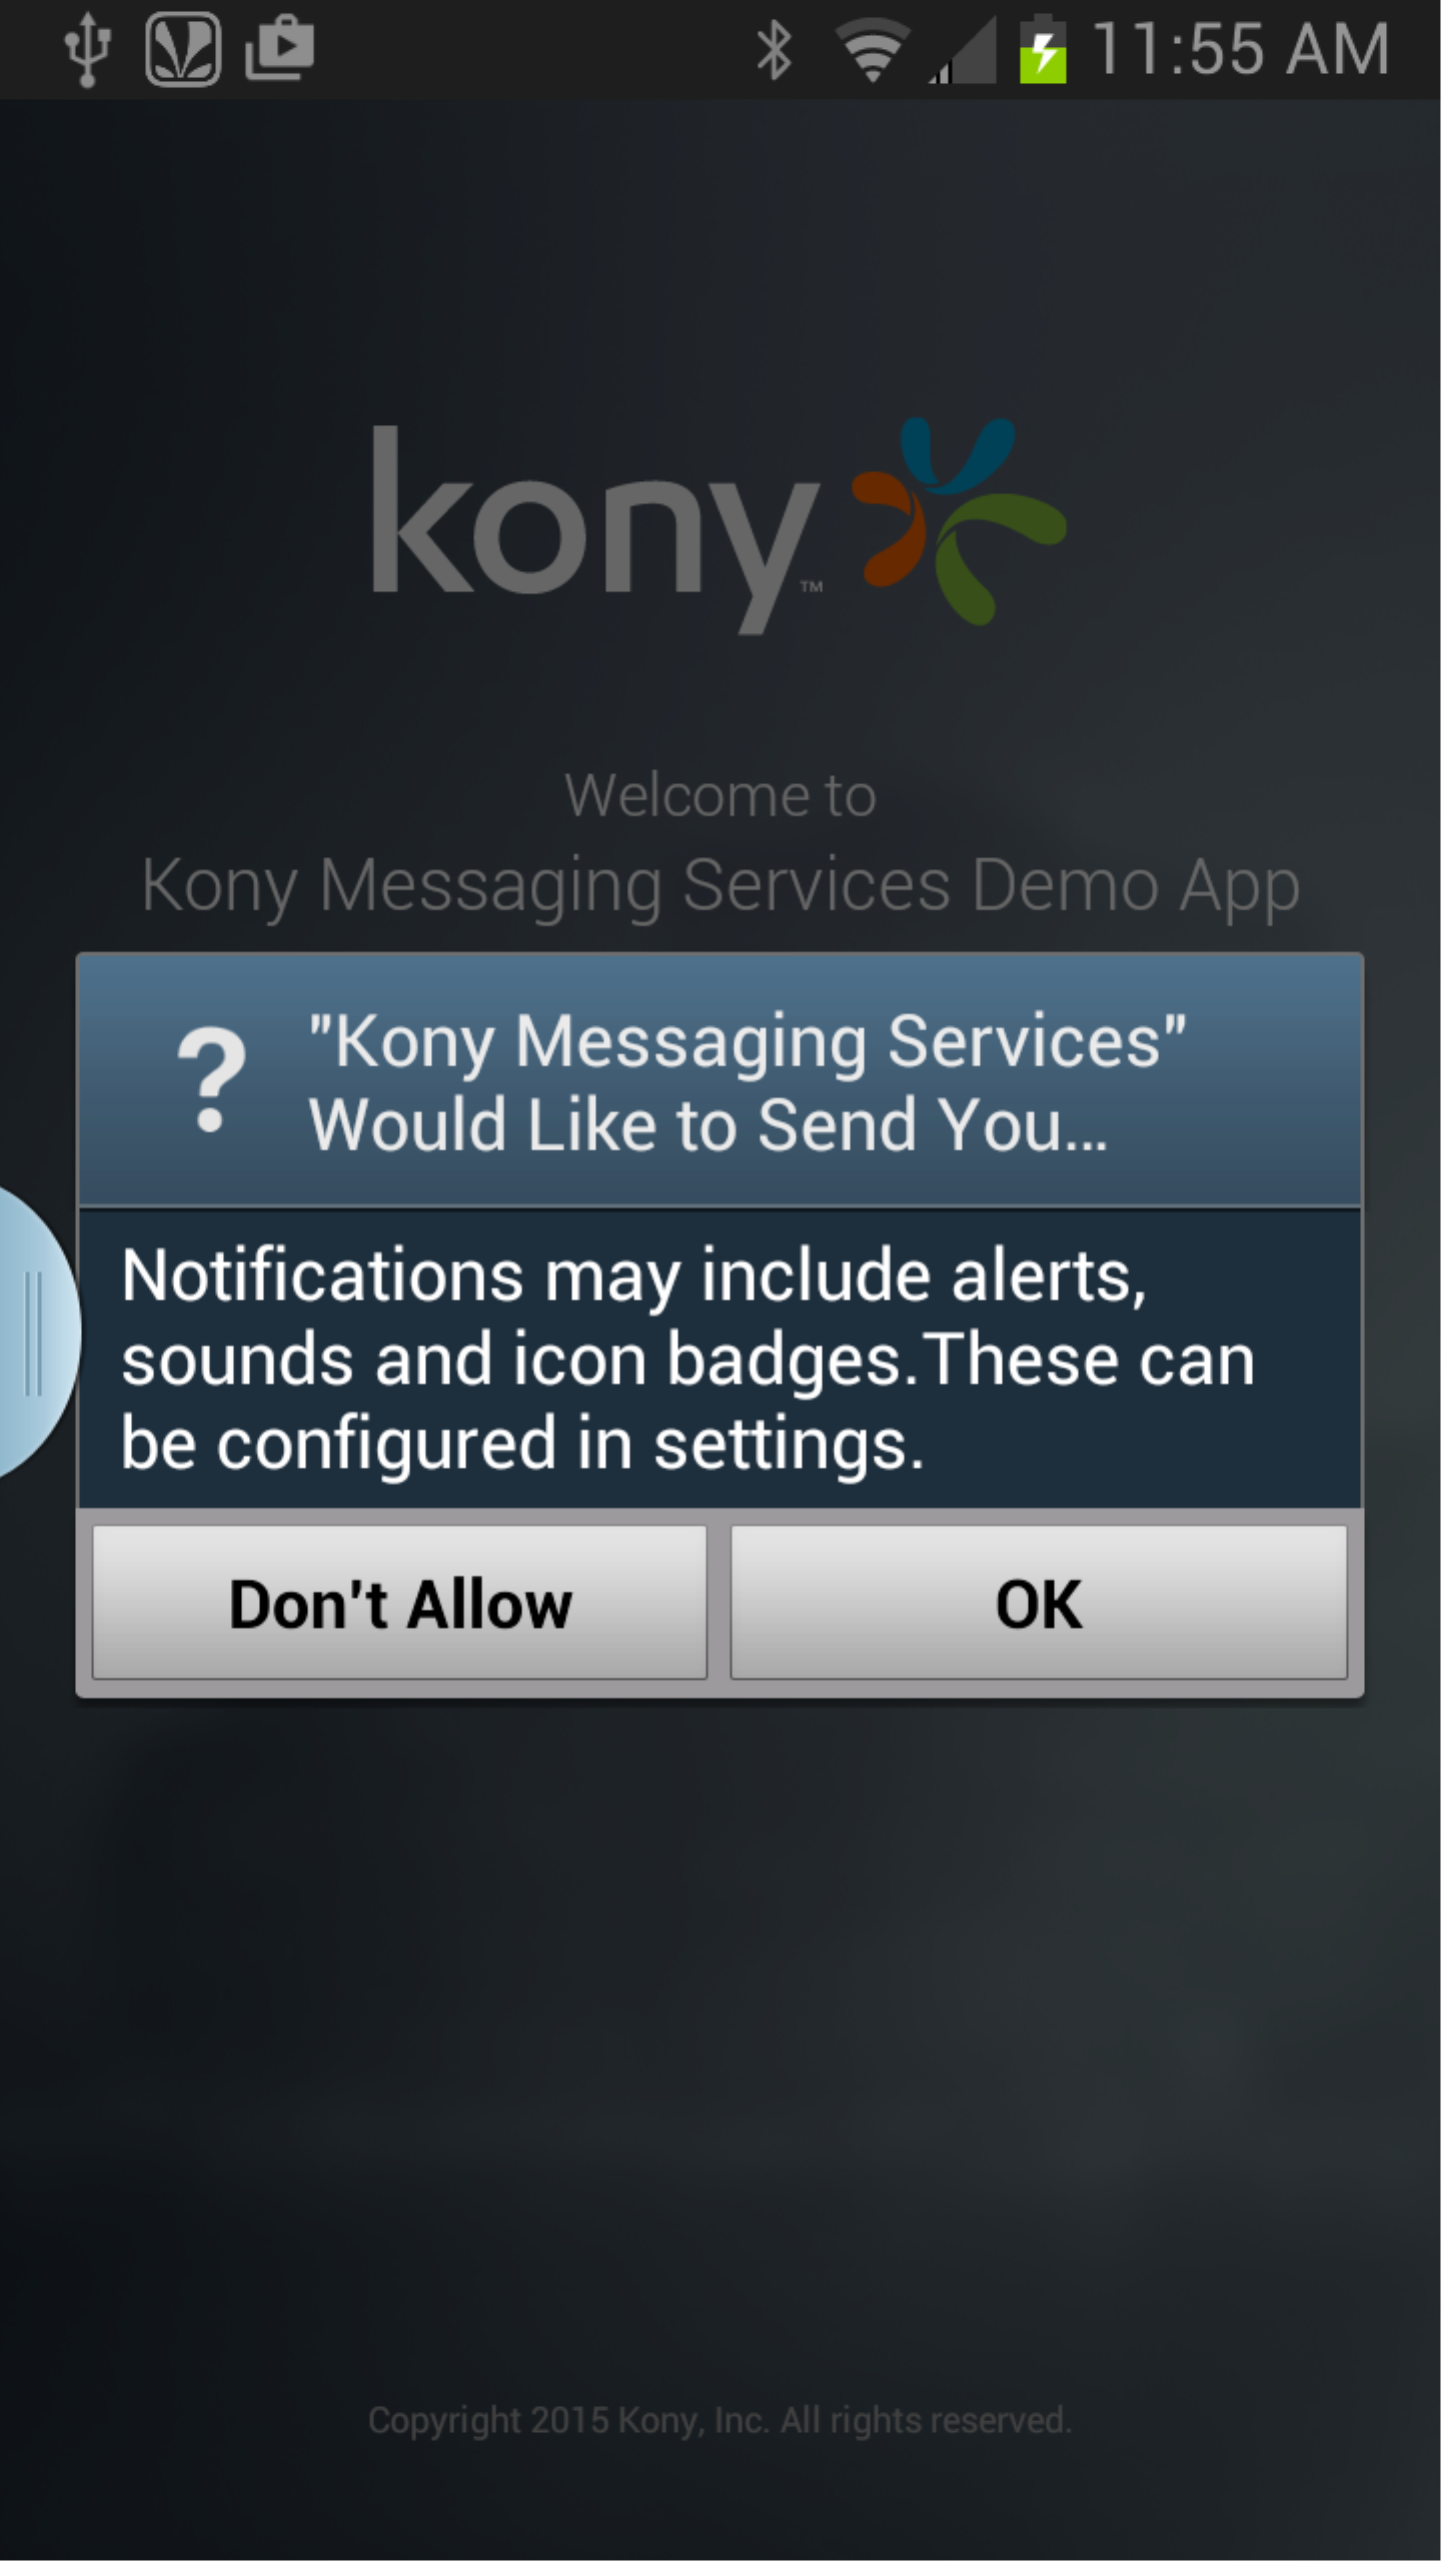 11:55 AM
kony™
Welcome to
Kony Messaging Services Demo App
"Kony Messaging Services"
Would Like to Send You...
Notifications may include alerts,
sounds and icon badges.These can
be configured in settings.
Don't Allow
OK
Copyright 2015 Kony, Inc. All rights reserved.